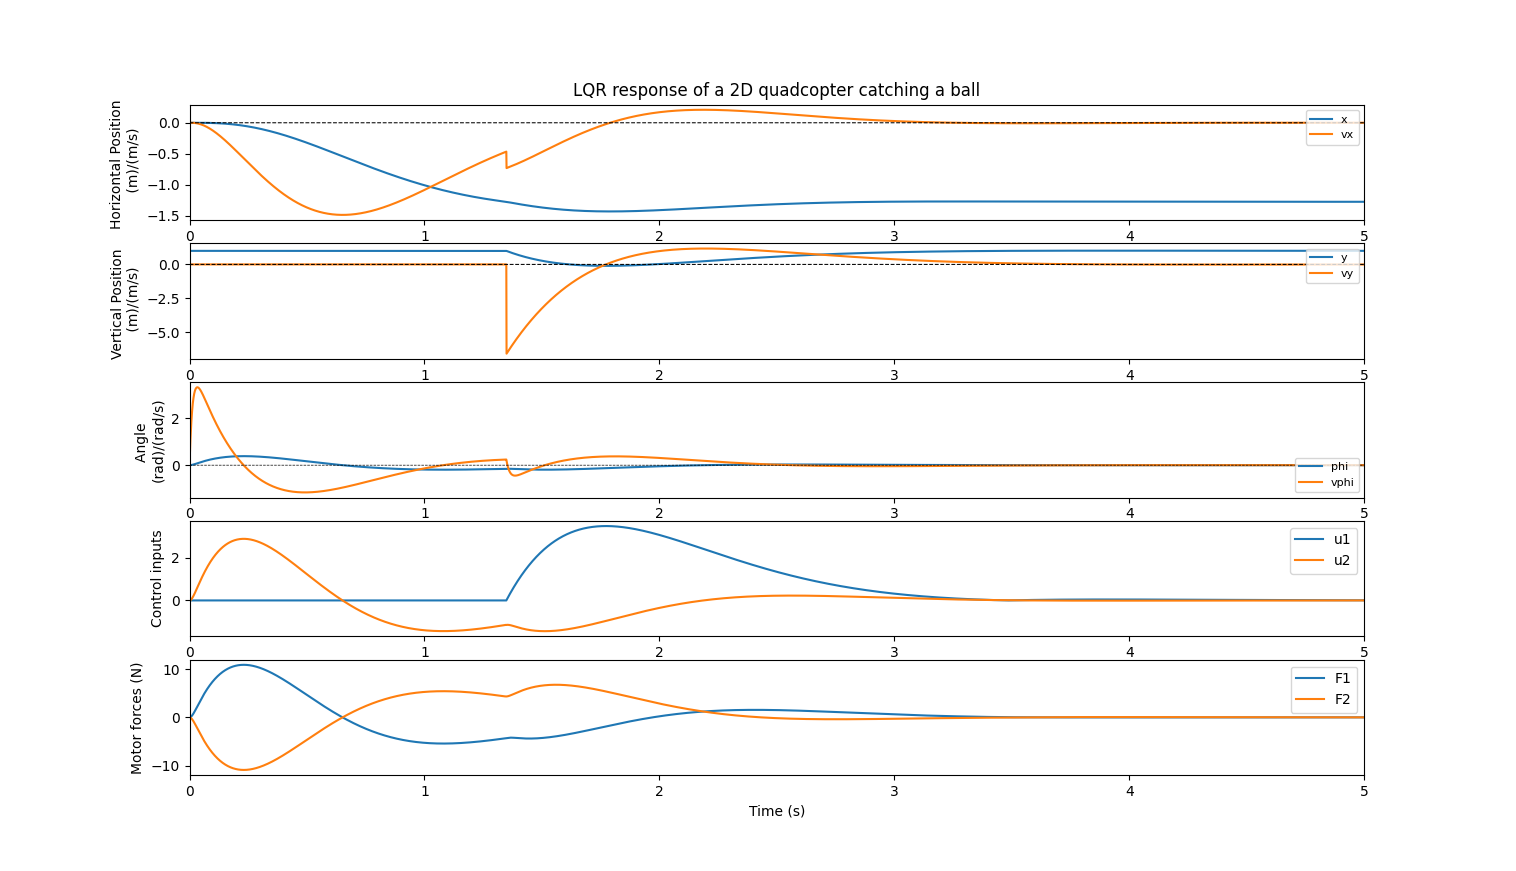 LQR response of a 2D quadcopter catching a ball
Horizontal Position
(m)/(m/s)
0.0
−0.5
−1.0
−1.5
x
vx
0 1 2 3 4 5
Vertical Position
(m)/(m/s)
0.0
−2.5
−5.0
y
vy
0 1 2 3 4 5
Angle
(rad)/(rad/s)
2
0
phi
vphi
0 1 2 3 4 5
Control inputs
2
0
u1
u2
0 1 2 3 4 5
Motor forces (N)
10
0
−10
F1
F2
0 1 2 3 4 5
Time (s)